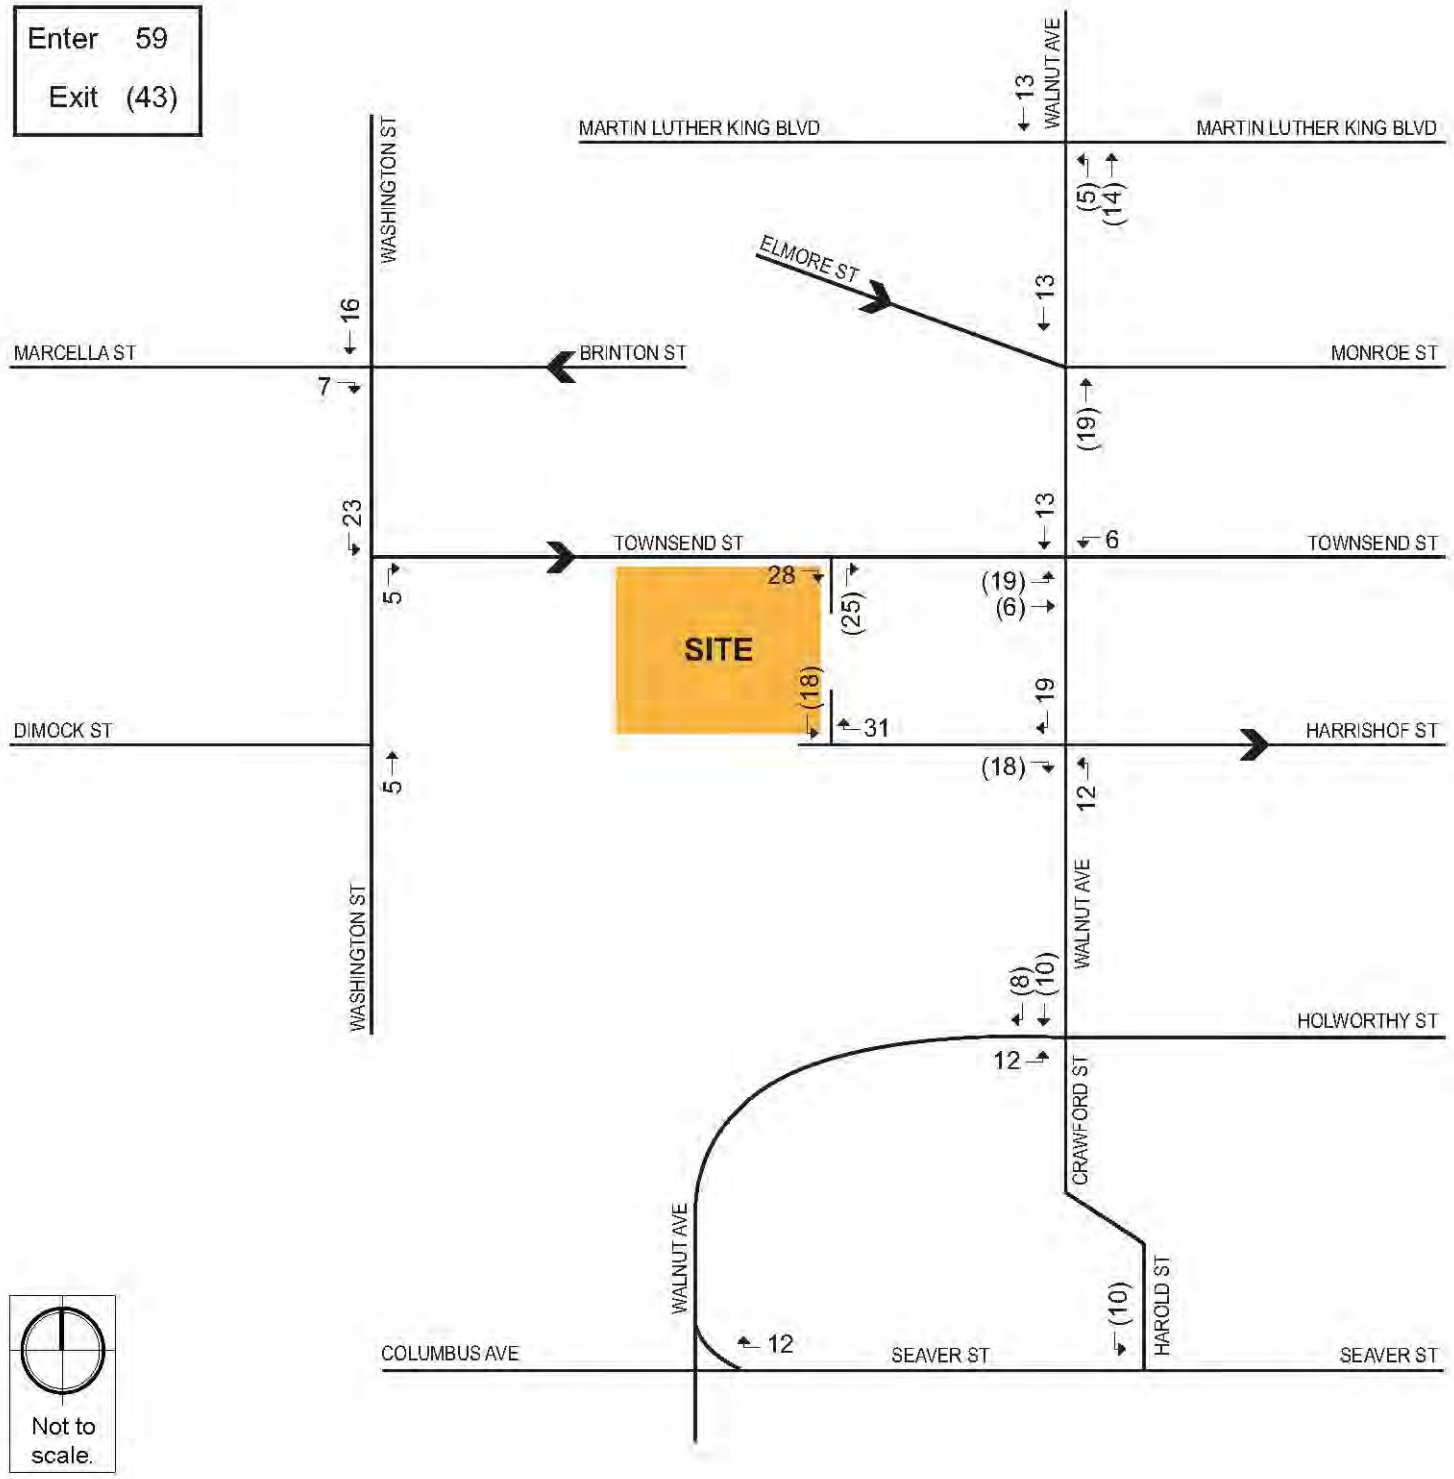 Enter 59
Exit (43)
WALNUT AVE
13
MARTIN LUTHER KING BLVD
MARTIN LUTHER KING BLVD
WASHINGTON ST
(5)
(14)
ELMORE ST
13
16
MARCELLA ST
BRINTON ST
MONROE ST
7
(19)
23
13
TOWNSEND ST
6
TOWNSEND ST
5
28
(25)
(19)
(6)
SITE
(18)
31
19
DIMOCK ST
HARRISHOF ST
5
(18)
12
WASHINGTON ST
WALNUT AVE
(8)
(10)
HOLWORTHY ST
12
CRAWFORD ST
WALNUT AVE
(10)
HAROLD ST
COLUMBUS AVE
12
SEAVER ST
SEAVER ST
Not to
scale.